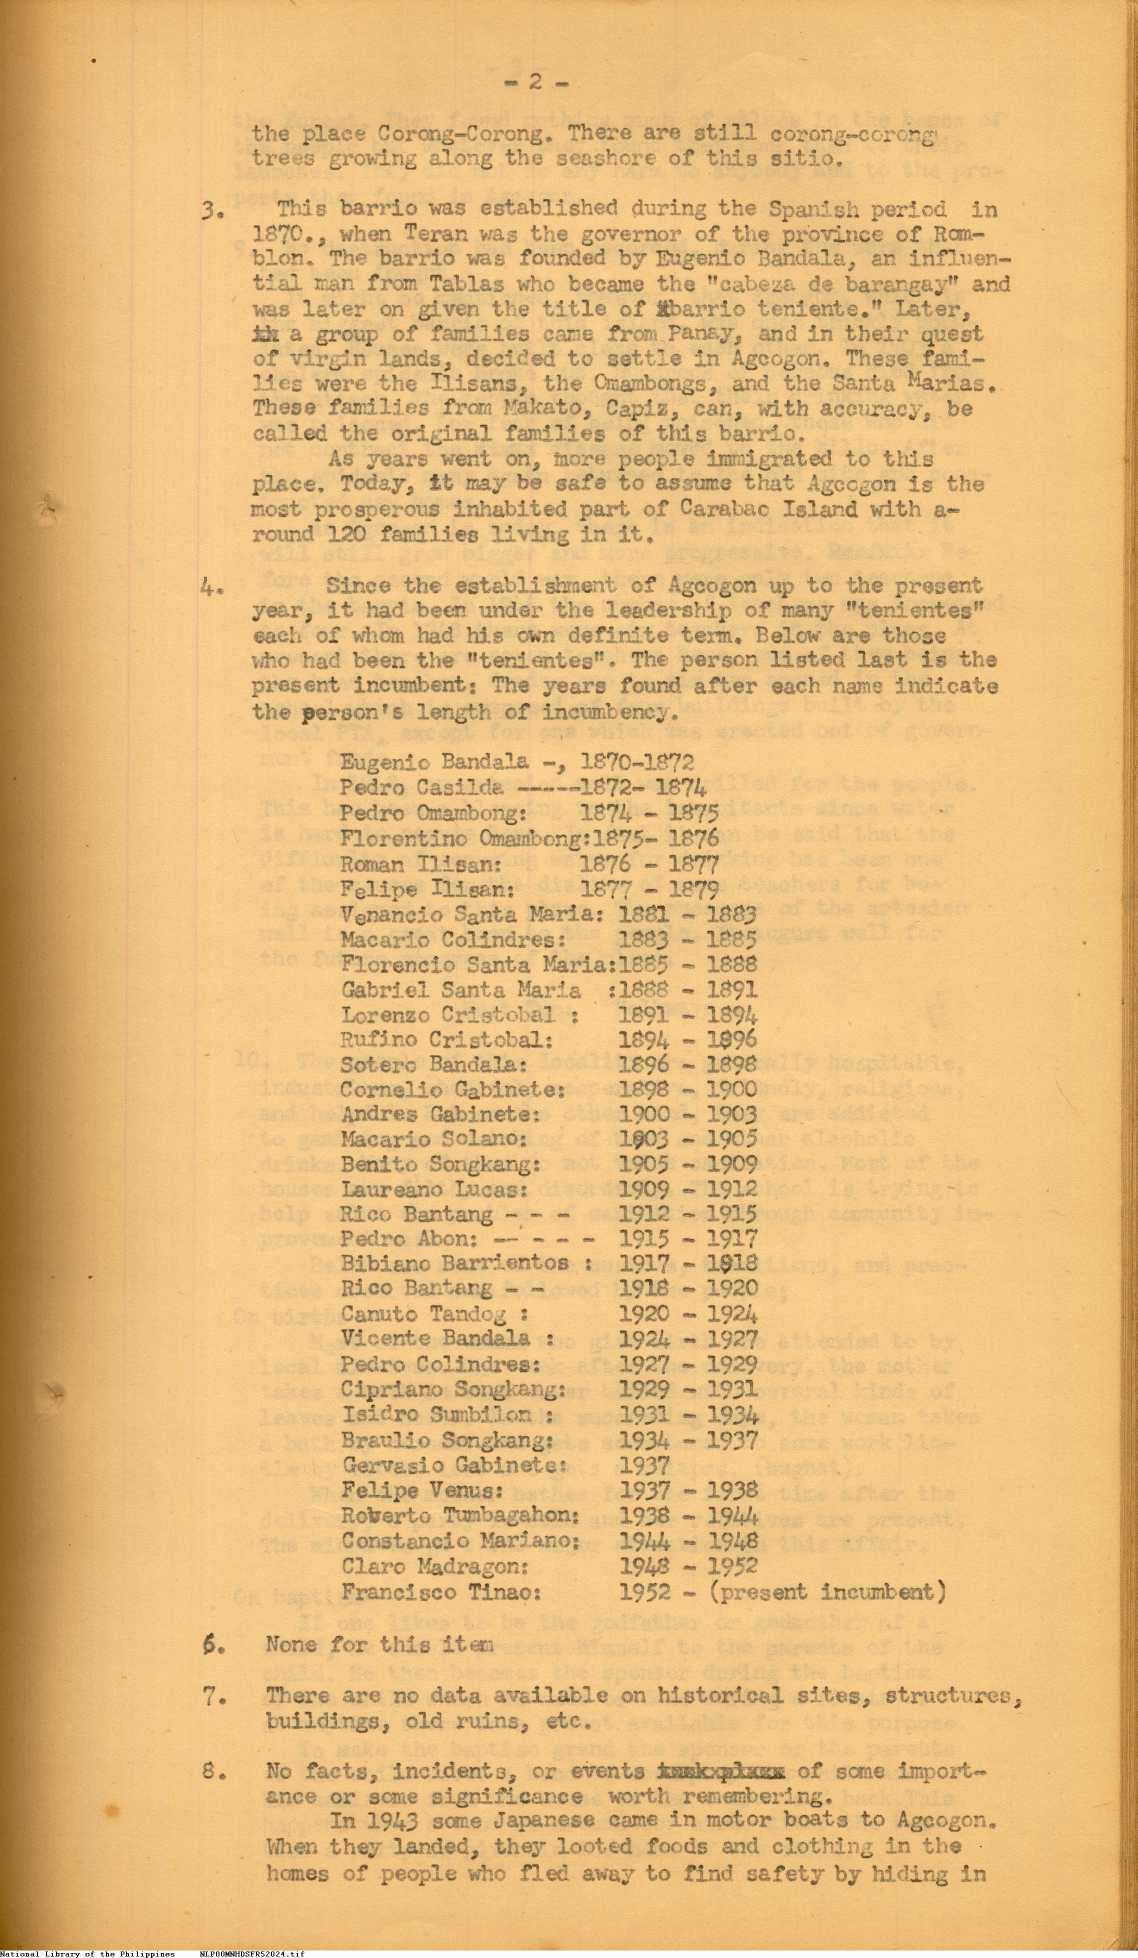 - 2 -
the place Corong-Corong. There are still corong-corong
trees growing along the seashore of this sitio.
3. This barrio was established during the Spanish period in
1870., when Teran was the governor of the province of Rom-
blon. The barrio was founded by Eugenio Bandala, an influen-
tial man from Tablas who became the "cabeza de barangay" and
was later on given the title of "barrio teniente." Later,
a group of families came from Panay, and in their quest
of virgin lands, decided to settle in Agcogon. These fami-
lies were the Ilisans, the Omambongs, and the Santa Marias.
These families from Makato, Capiz, can, with accuracy, be
called the original families of this barrio.
As years went on, more people immigrated to this
place. Today, it may be safe to assume that Agcogon is the
most prosperous inhabited part of Carabao Island with a-
round 120 families living in it.
4. Since the establishment of Agcogon up to the present
year, it had been under the leadership of many "tenientes"
each of whom had his own definite term. Below are those
who had been the "tenientes". The person listed last is the
present incumbent: The years found after each name indicate
the person's length of incumbency.
Eugenio Bandala -, 1870-1872
Pedro Casilda -----1872- 1874
Pedro Omambong: 1874 - 1875
Florentino Omambong:1875- 1876
Roman Ilisan: 1876 - 1877
Felipe Ilisan: 1877 - 1879
Venancio Santa Maria: 1881 - 1883
Macario Colindres: 1883 - 1885
Florencio Santa Maria:1885 - 1888
Gabriel Santa Maria :1888 - 1891
Lorenzo Cristobal : 1891 - 1894
Rufino Cristobal: 1894 - 1896
Sotero Bandala: 1896 - 1898
Cornelio Gabinete: 1898 - 1900
Andres Gabinete: 1900 - 1903
Macario Solano: 1903 - 1905
Benito Songkang: 1905 - 1909
Laureano Lucas: 1909 - 1912
Rico Bantang - - - 1912 - 1915
Pedro Abon: -- - - - 1915 - 1917
Bibiano Barrientos : 1917 - 1918
Rico Bantang - - 1918 - 1920
Canuto Tandog : 1920 - 1924
Vicente Bandala : 1924 - 1927
Pedro Colindres: 1927 - 1929
Cipriano Songkang: 1929 - 1931
Isidro Sumbilon : 1931 - 1934
Braulio Songkang: 1934 - 1937
Gervasio Gabinete: 1937
Felipe Venus: 1937 - 1938
Roberto Tumbagahon: 1938 - 1944
Constancio Mariano: 1944 - 1948
Claro Madragon: 1948 - 1952
Francisco Tinao: 1952 - (present incumbent)
6. None for this item
7. There are no data available on historical sites, structures,
buildings, old ruins, etc.
8. No facts, incidents, or events of some import-
ance or some significance worth remembering.
In 1943 some Japanese came in motor boats to Agcogon.
When they landed, they looted foods and clothing in the
homes of people who fled away to find safety by hiding in
National Library of the Philippines NLP00MNHDSFR52024.tif